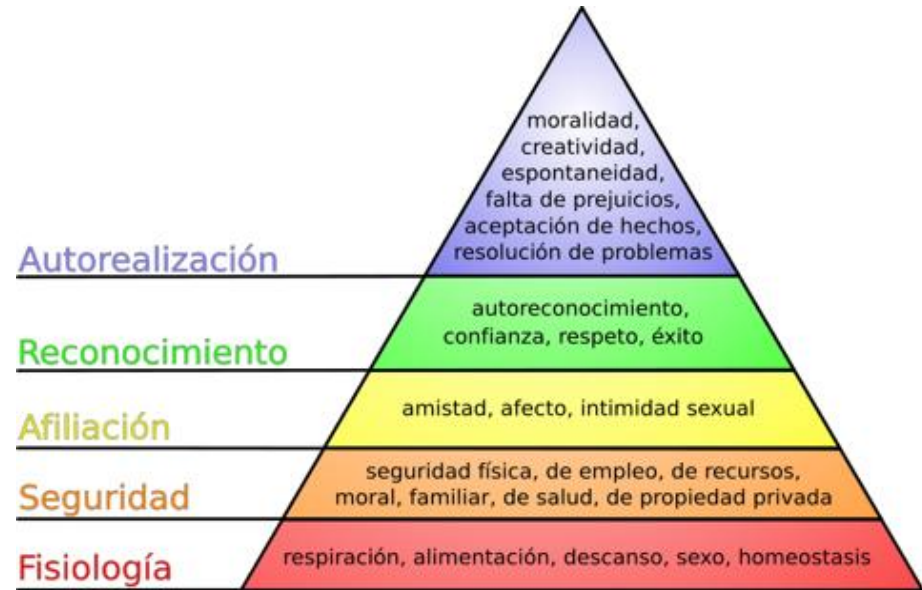 moralidad,
creatividad,
espontaneidad,
falta de prejuicios,
aceptación de hechos,
resolución de problemas
Autorealización
autoreconocimiento,
confianza, respeto, éxito
Reconocimiento
amistad, afecto, intimidad sexual
Afiliación
seguridad física, de empleo, de recursos,
moral, familiar, de salud, de propiedad privada
Seguridad
respiración, alimentación, descanso, sexo, homeostasis
Fisiología